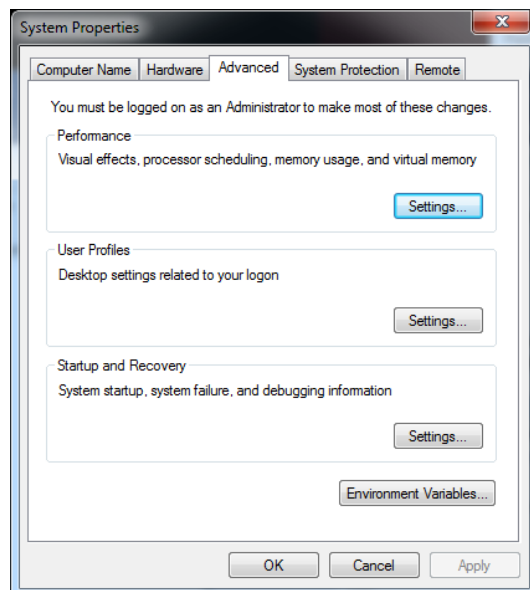 System Properties
Computer Name Hardware Advanced System Protection Remote
You must be logged on as an Administrator to make most of these changes.
Performance
Visual effects, processor scheduling, memory usage, and virtual memory
Settings...
User Profiles
Desktop settings related to your logon
Settings...
Startup and Recovery
System startup, system failure, and debugging information
Settings...
Environment Variables...
OK Cancel Apply